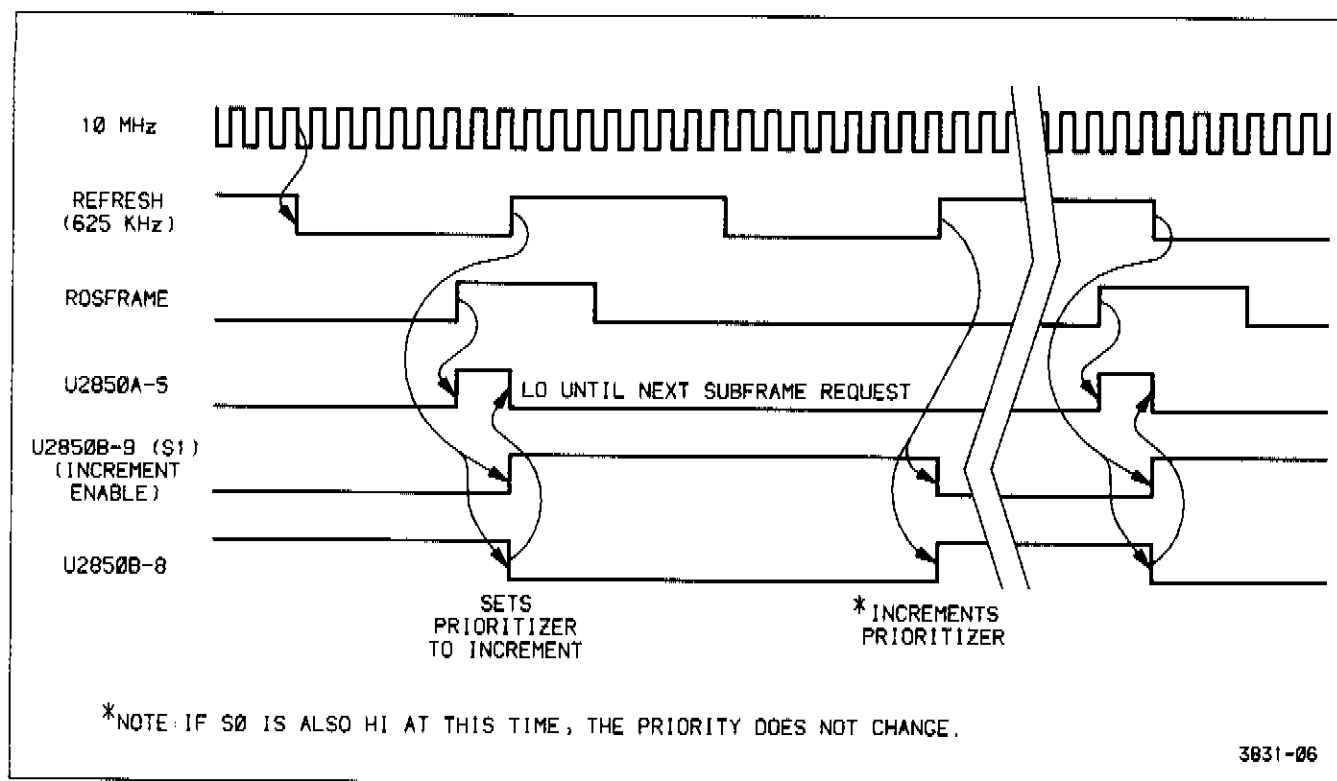 10 MHz
REFRESH
(625 KHz)
ROSFRAME
U2850A-5
LO UNTIL NEXT SUBFRAME REQUEST
U2850B-9 (S1)
(INCREMENT
ENABLE)
U2850B-8
SETS
PRIORITIZER
TO INCREMENT
*INCREMENTS
PRIORITIZER
*NOTE: IF S0 IS ALSO HI AT THIS TIME, THE PRIORITY DOES NOT CHANGE.
3831-06